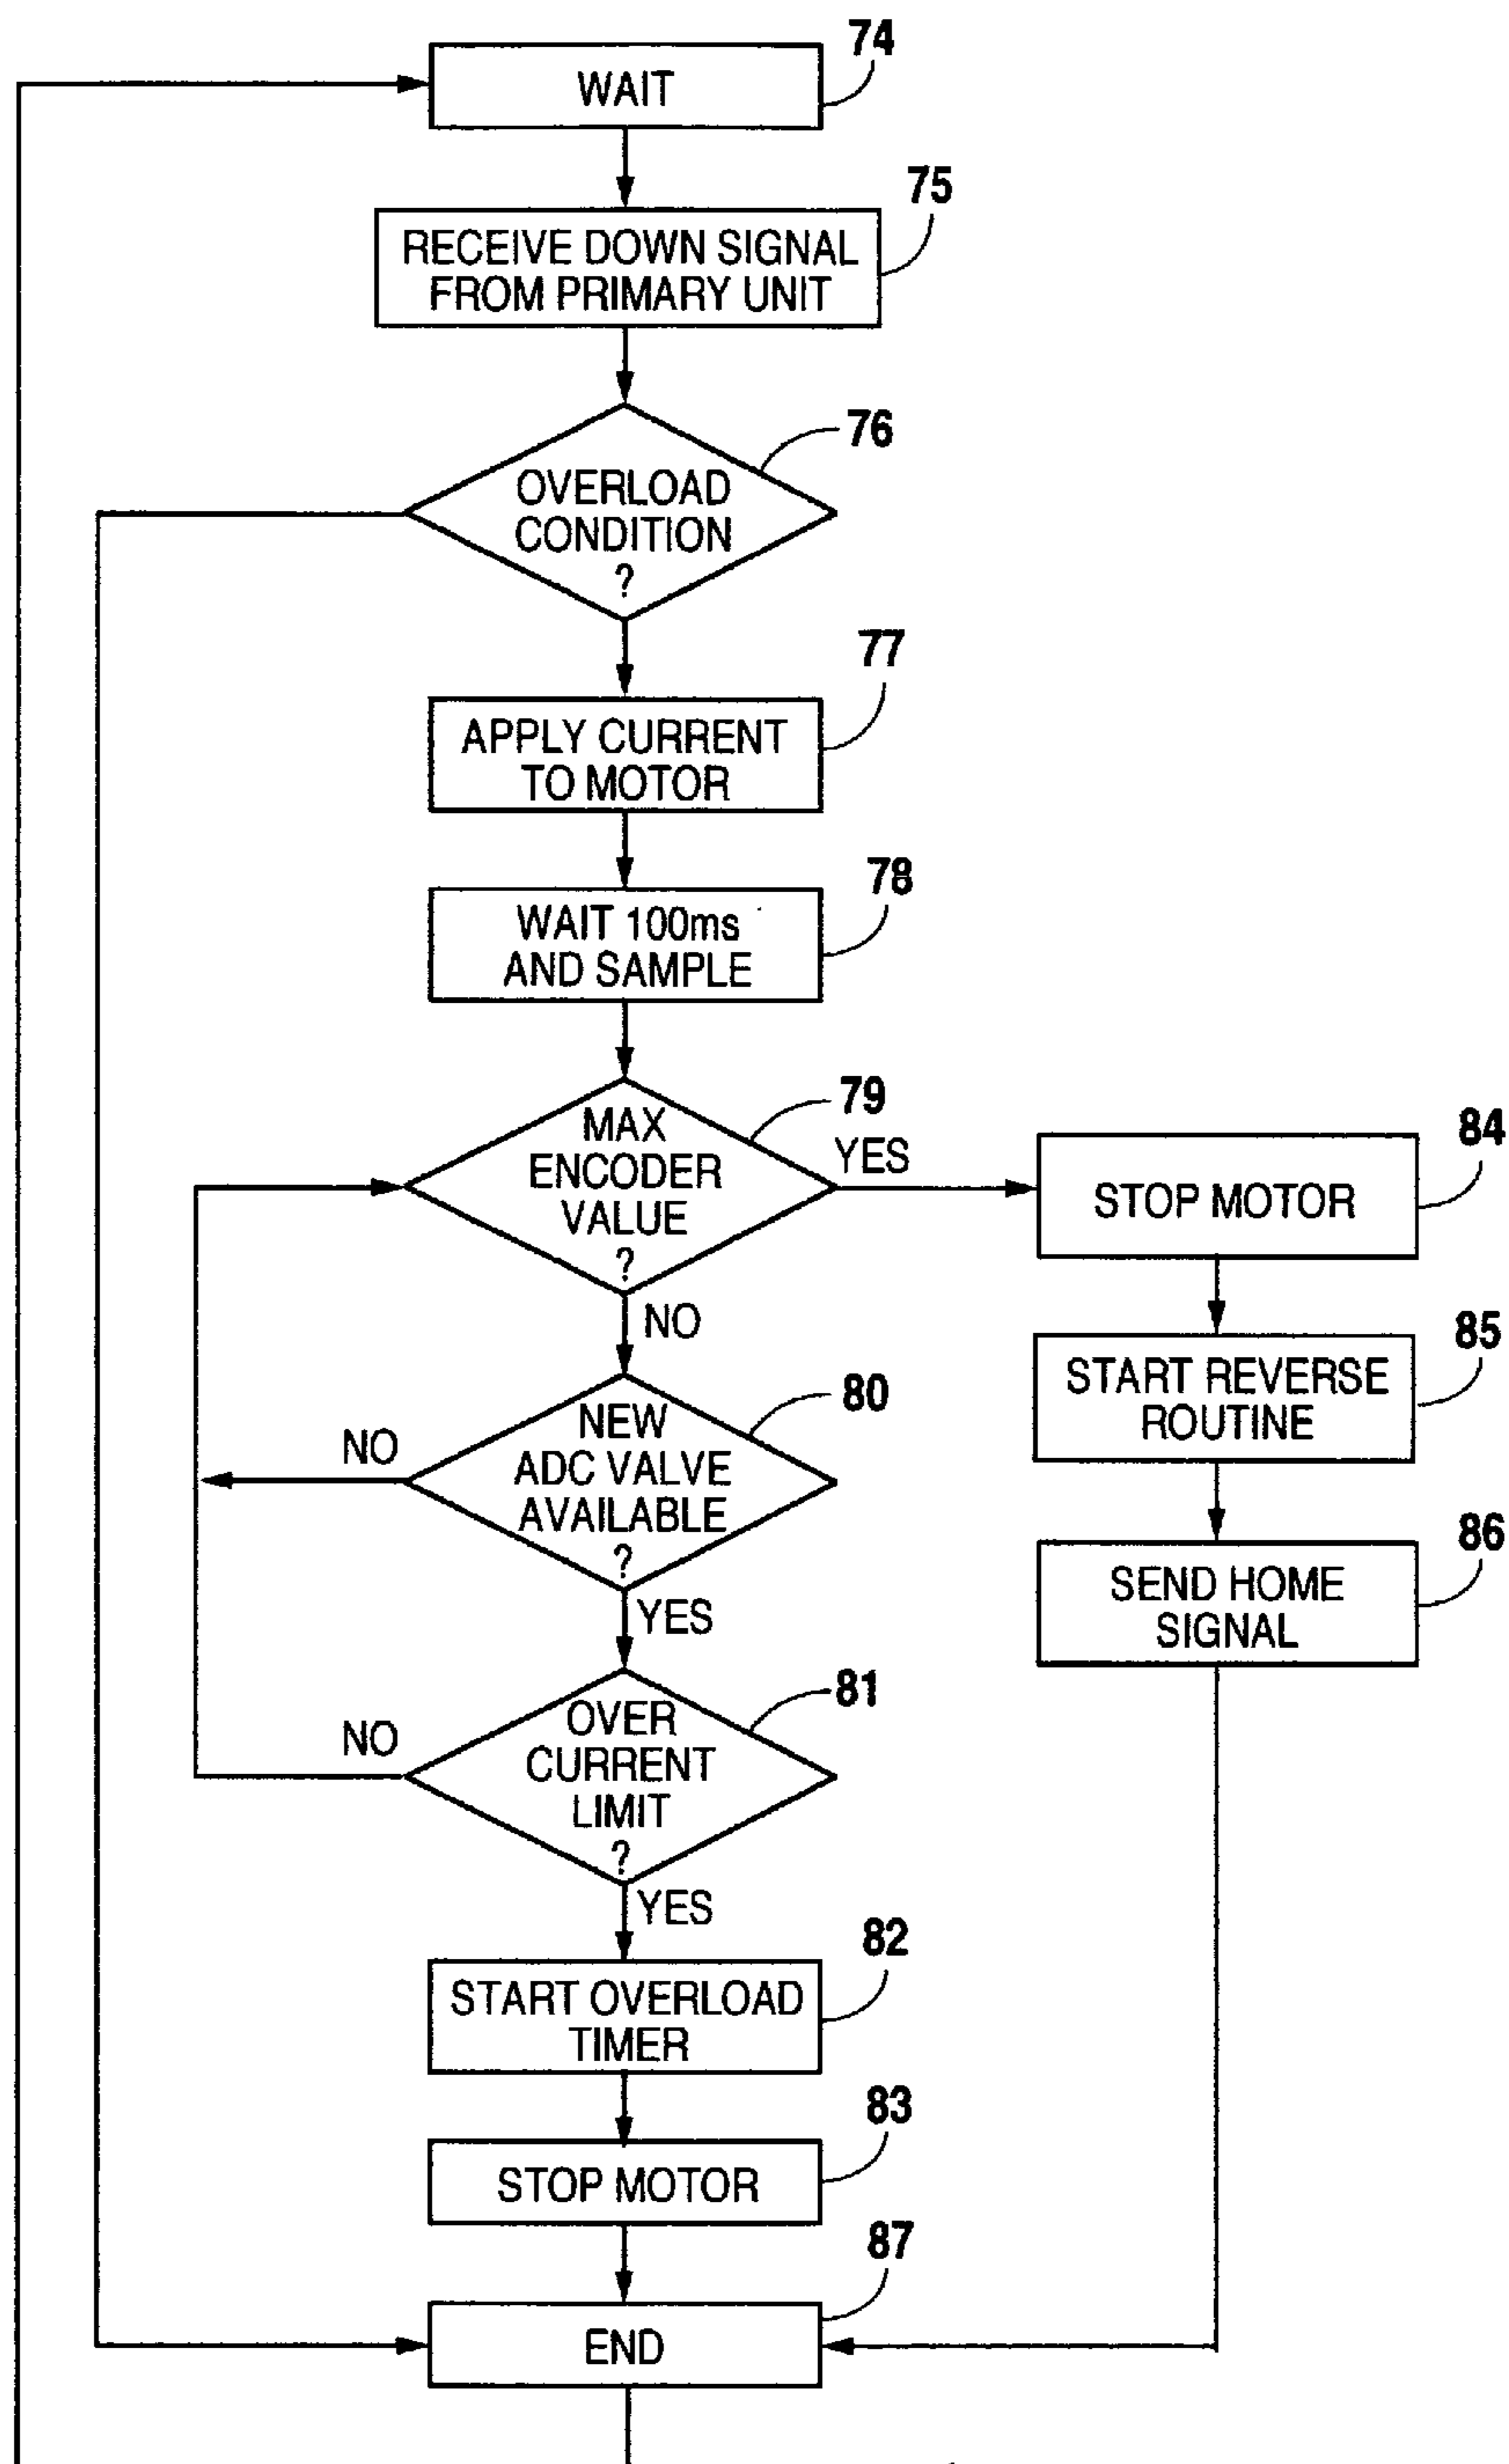 74
WAIT
75
RECEIVE DOWN SIGNAL
FROM PRIMARY UNIT
76
OVERLOAD
CONDITION
?
77
APPLY CURRENT
TO MOTOR
78
WAIT 100ms
AND SAMPLE
79
MAX
ENCODER
VALUE
?
YES
NO
84
STOP MOTOR
85
START REVERSE
ROUTINE
86
SEND HOME
SIGNAL
80
NEW
ADC VALVE
AVAILABLE
?
NO
YES
81
OVER
CURRENT
LIMIT
?
NO
YES
82
START OVERLOAD
TIMER
83
STOP MOTOR
87
END